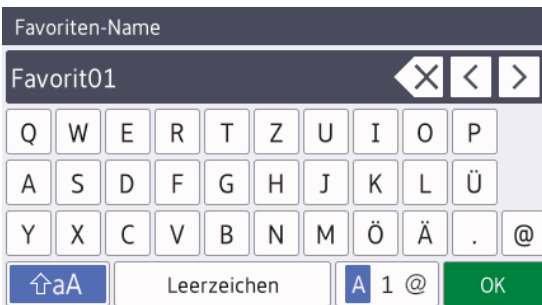 Favoriten-Name
Favorit01
Q W E R T Z U I O P
A S D F G H J K L Ü
Y X C V B N M Ö Ä . @
aA Leerzeichen A 1 @ OK